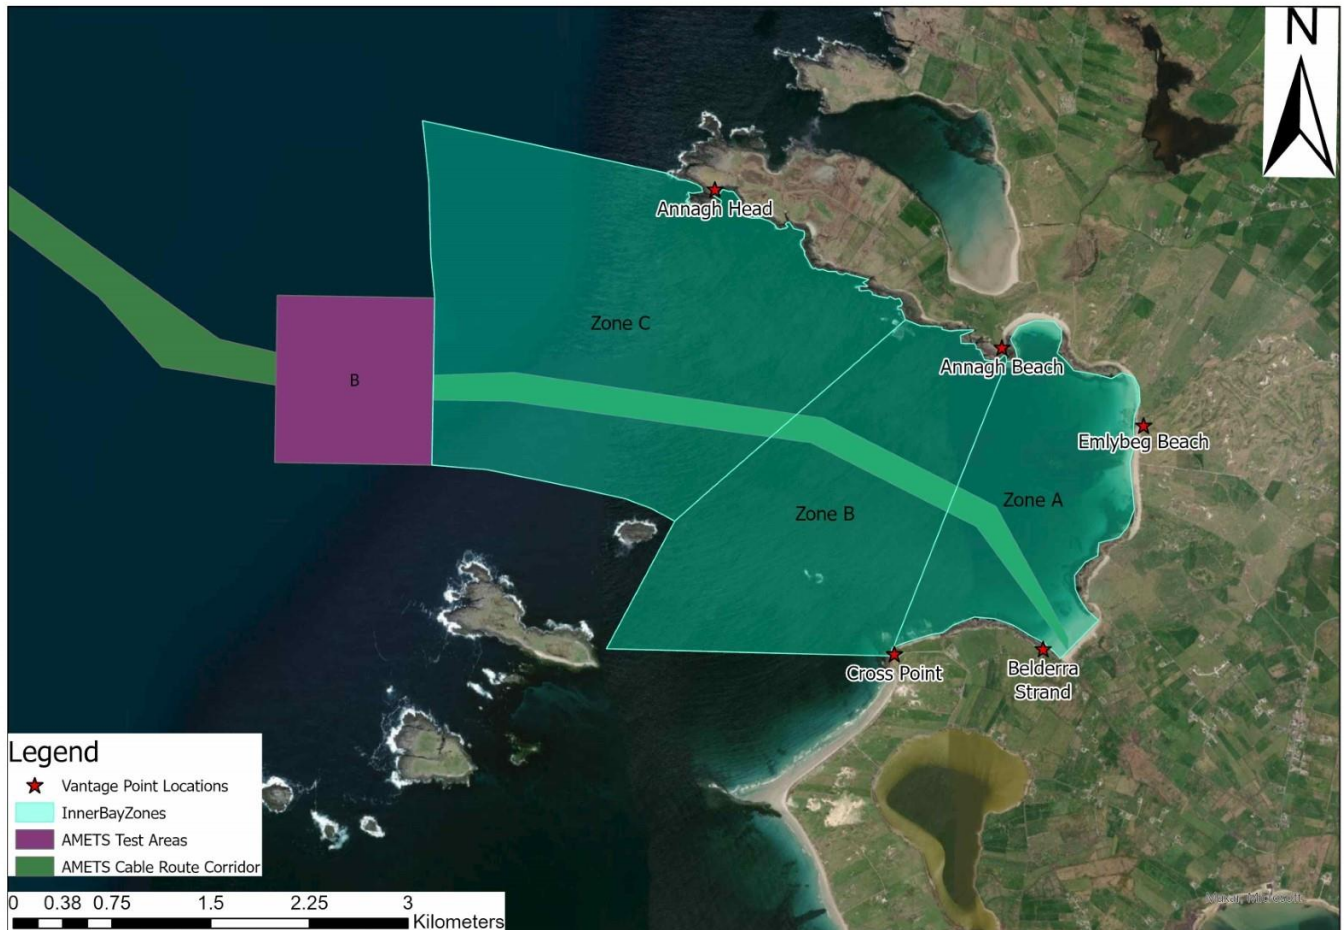 N
Annagh Head
Zone C
Annagh Beach
B
Emlybeg Beach
Zone A
Zone B
Cross Point
Belderra
Strand
Legend
Vantage Point Locations
InnerBayZones
AMETS Test Areas
AMETS Cable Route Corridor
0 0.38 0.75 1.5 2.25 3
Kilometers
Microsoft